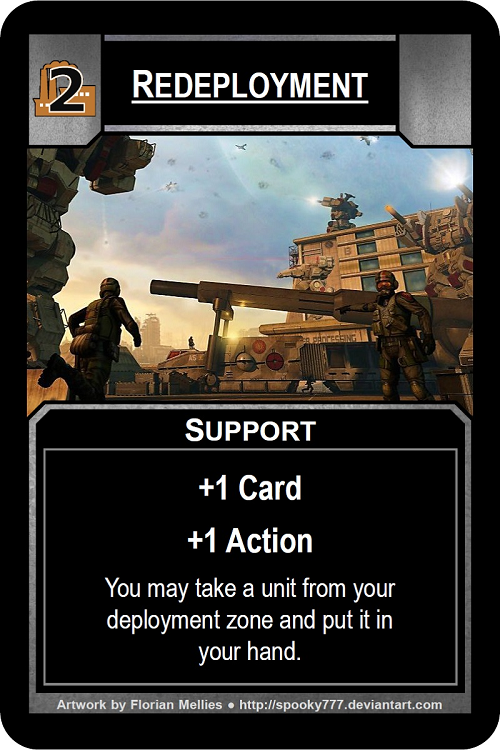 2
REDEPLOYMENT
SUPPORT
+1 Card
+1 Action
You may take a unit from your
deployment zone and put it in
your hand.
Artwork by Florian Mellies ● http://spooky777.deviantart.com